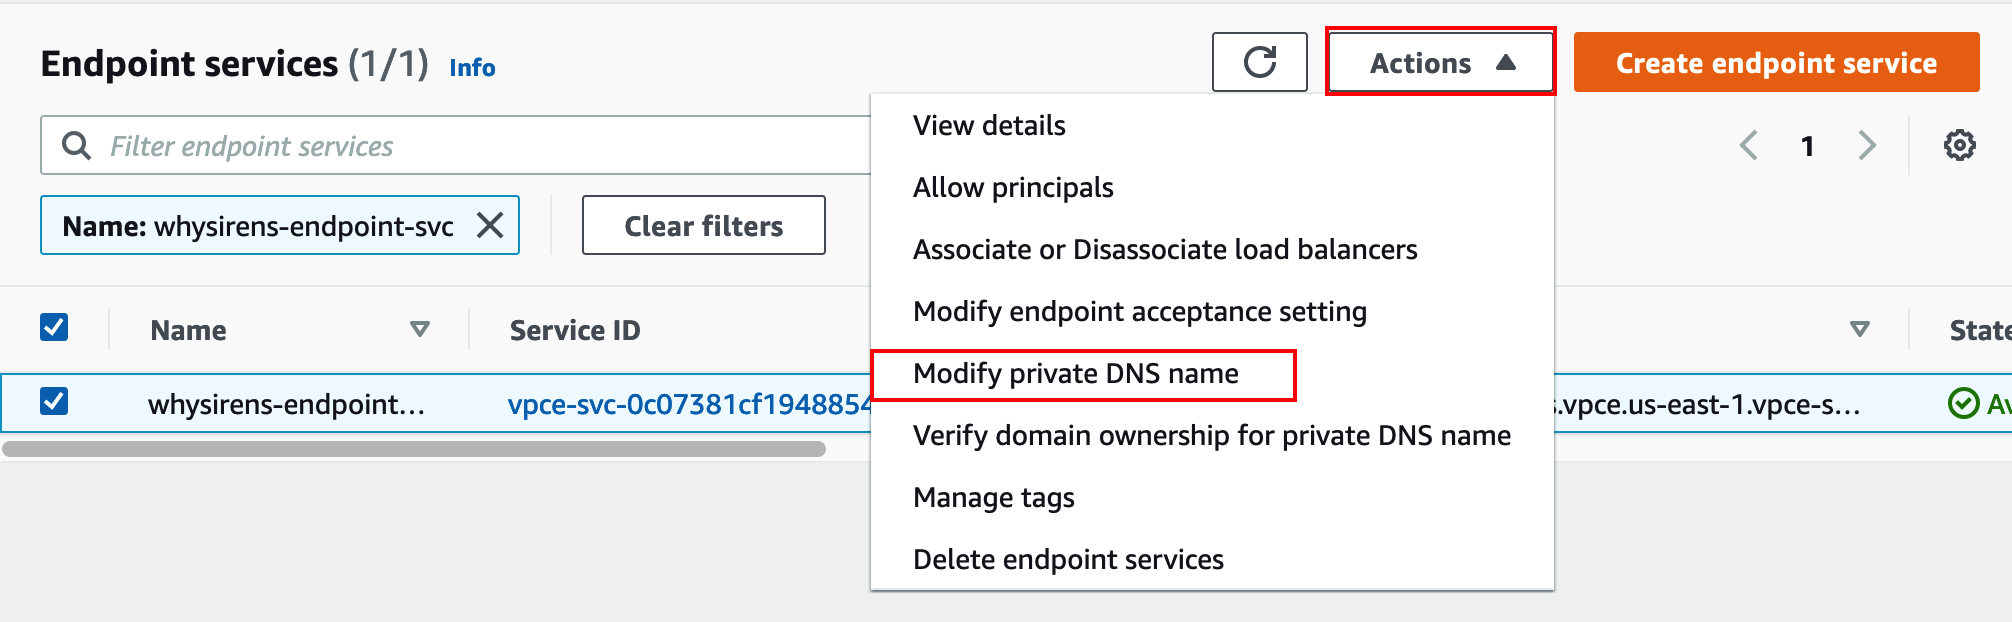 Endpoint services (1/1) Info
Actions
Create endpoint service
Filter endpoint services
1
Name: whysirens-endpoint-svc
Clear filters
View details
Allow principals
Associate or Disassociate load balancers
Modify endpoint acceptance setting
Modify private DNS name
Verify domain ownership for private DNS name
Manage tags
Delete endpoint services
Name
Service ID
State
whysirens-endpoint...
vpce-svc-0c07381cf1948854
s.vpce.us-east-1.vpce-s...
Av